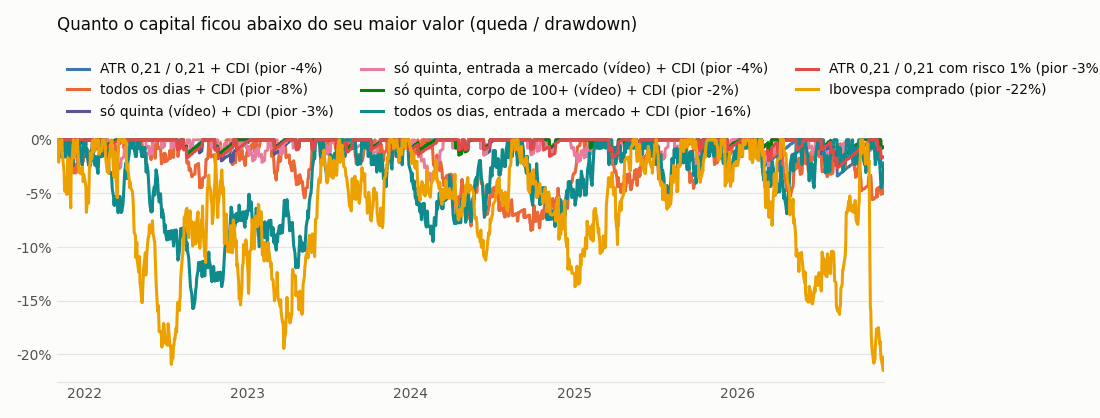 Quanto o capital ficou abaixo do seu maior valor (queda / drawdown)
ATR 0,21 / 0,21 + CDI (pior -4%)
todos os dias + CDI (pior -8%)
só quinta (vídeo) + CDI (pior -3%)
só quinta, entrada a mercado (vídeo) + CDI (pior -4%)
só quinta, corpo de 100+ (vídeo) + CDI (pior -2%)
todos os dias, entrada a mercado + CDI (pior -16%)
ATR 0,21 / 0,21 com risco 1% (pior -3%
Ibovespa comprado (pior -22%)
0%
-5%
-10%
-15%
-20%
2022 2023 2024 2025 2026